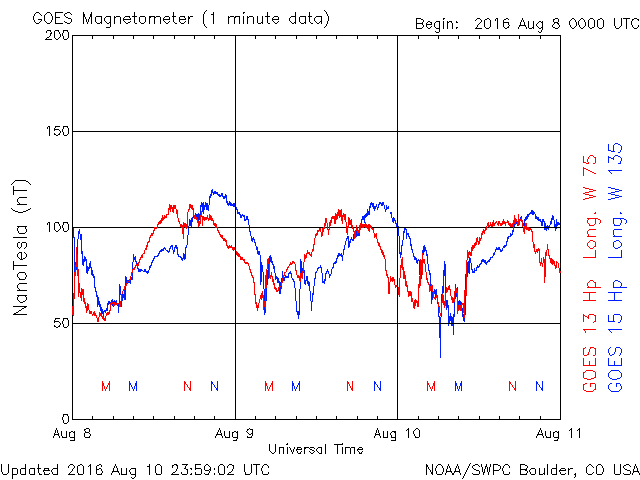 GOES Magnetometer (1 minute data)
Begin: 2016 Aug 8 0000 UTC
200
150
100
50
0
NanoTesla (nT)
M M N N M M N N M M N N
Aug 8 Aug 9 Aug 10 Aug 11
Universal Time
GOES 13 Hp Long. W 75
GOES 15 Hp Long. W 135
Updated 2016 Aug 10 23:59:02 UTC
NOAA/SWPC Boulder, CO USA